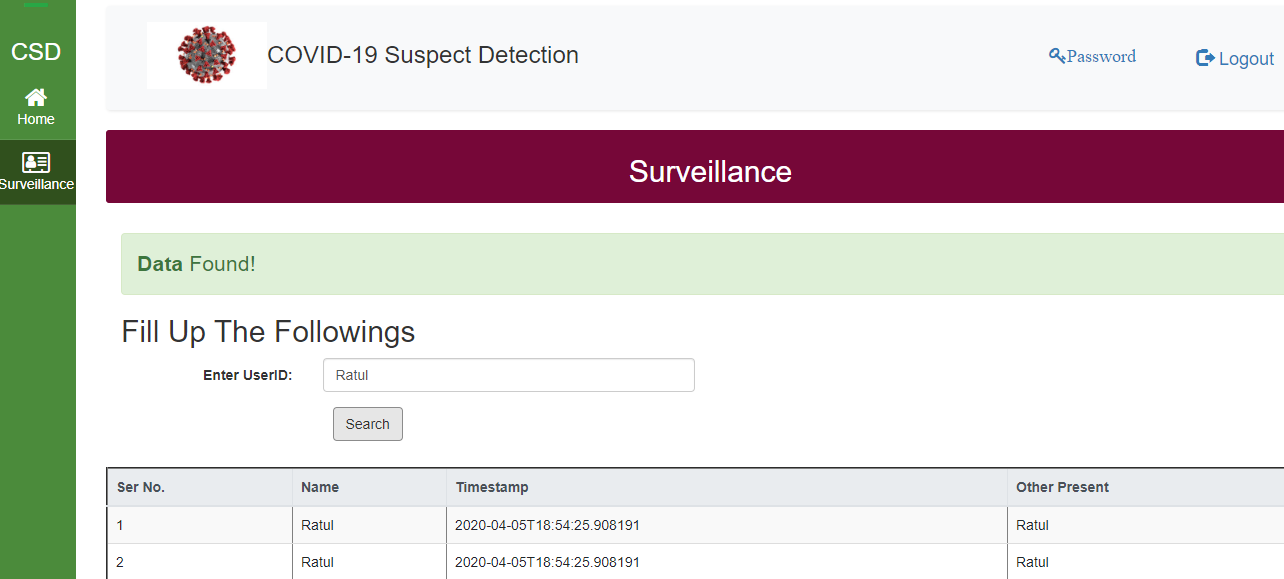 CSD
Home
Surveillance
COVID-19 Suspect Detection
Password
Logout
Surveillance
Data Found!
Fill Up The Followings
Enter UserID: Ratul
Search
Ser No. Name Timestamp Other Present
1 Ratul 2020-04-05T18:54:25.908191 Ratul
2 Ratul 2020-04-05T18:54:25.908191 Ratul